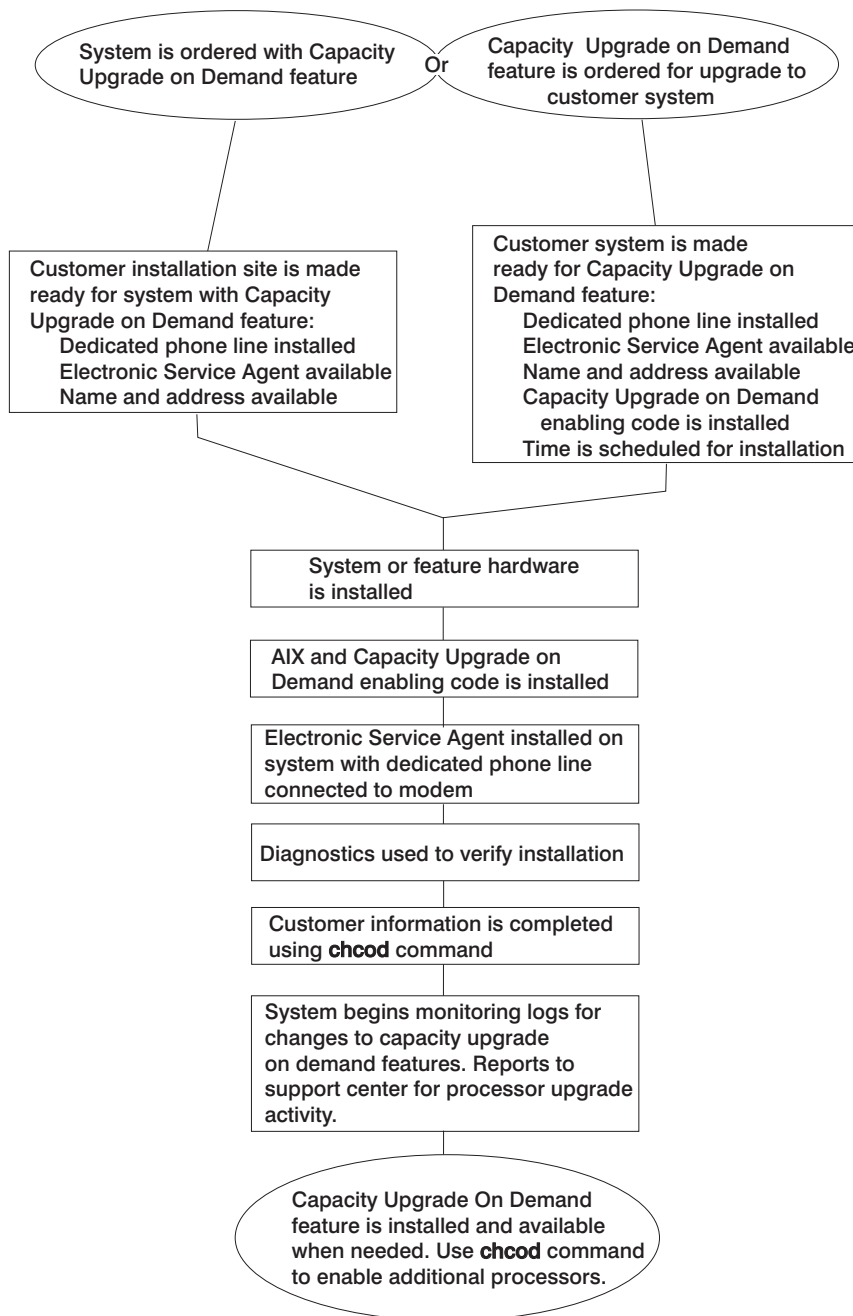 System is ordered with Capacity
Upgrade on Demand feature
Or
Capacity Upgrade on Demand
feature is ordered for upgrade to
customer system
Customer installation site is made
ready for system with Capacity
Upgrade on Demand feature:
Dedicated phone line installed
Electronic Service Agent available
Name and address available
Customer system is made
ready for Capacity Upgrade on
Demand feature:
Dedicated phone line installed
Electronic Service Agent available
Name and address available
Capacity Upgrade on Demand
enabling code is installed
Time is scheduled for installation
System or feature hardware
is installed
AIX and Capacity Upgrade on
Demand enabling code is installed
Electronic Service Agent installed on
system with dedicated phone line
connected to modem
Diagnostics used to verify installation
Customer information is completed
using chcod command
System begins monitoring logs for
changes to capacity upgrade
on demand features. Reports to
support center for processor upgrade
activity.
Capacity Upgrade On Demand
feature is installed and available
when needed. Use chcod command
to enable additional processors.